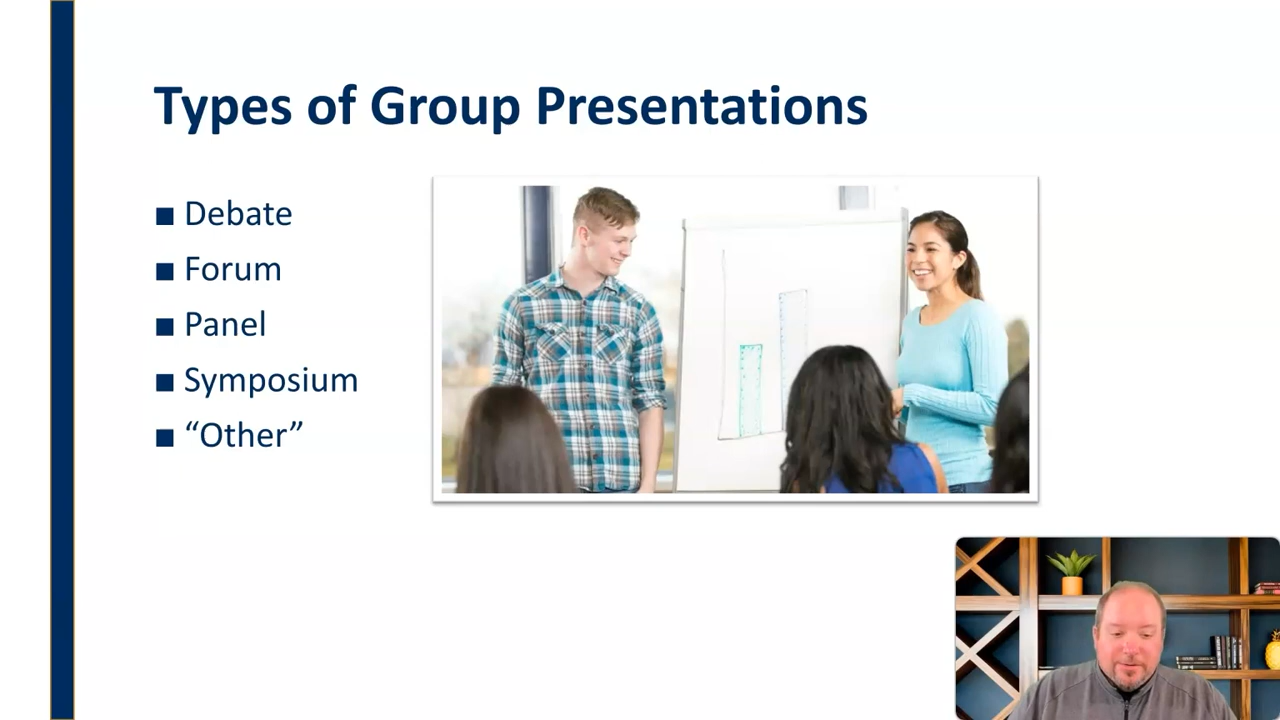 Types of Group Presentations
■ Debate
■ Forum
■ Panel
■ Symposium
■ “Other”